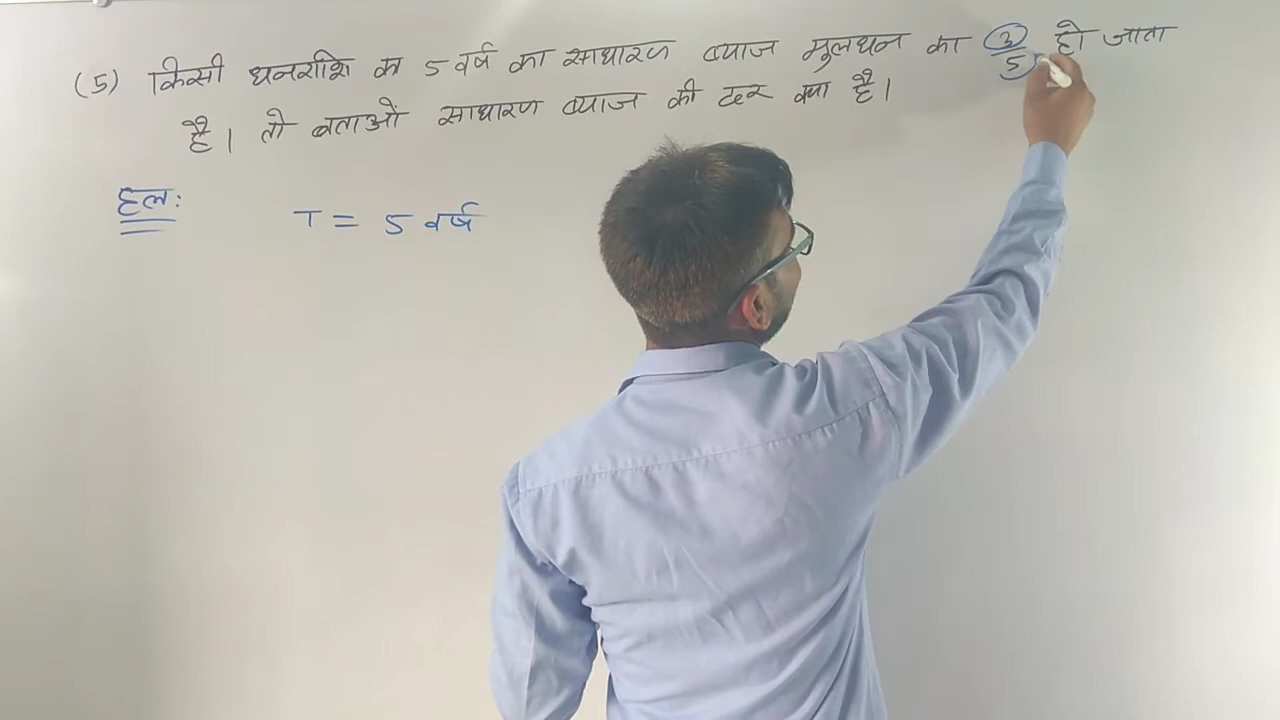 (5) किसी धनराशि का 5 वर्ष का साधारण ब्याज मुलधन का 3/5 हो जाता
है। तो बताओं साधारण ब्याज की दर क्या है।
हल:
T = 5 वर्ष